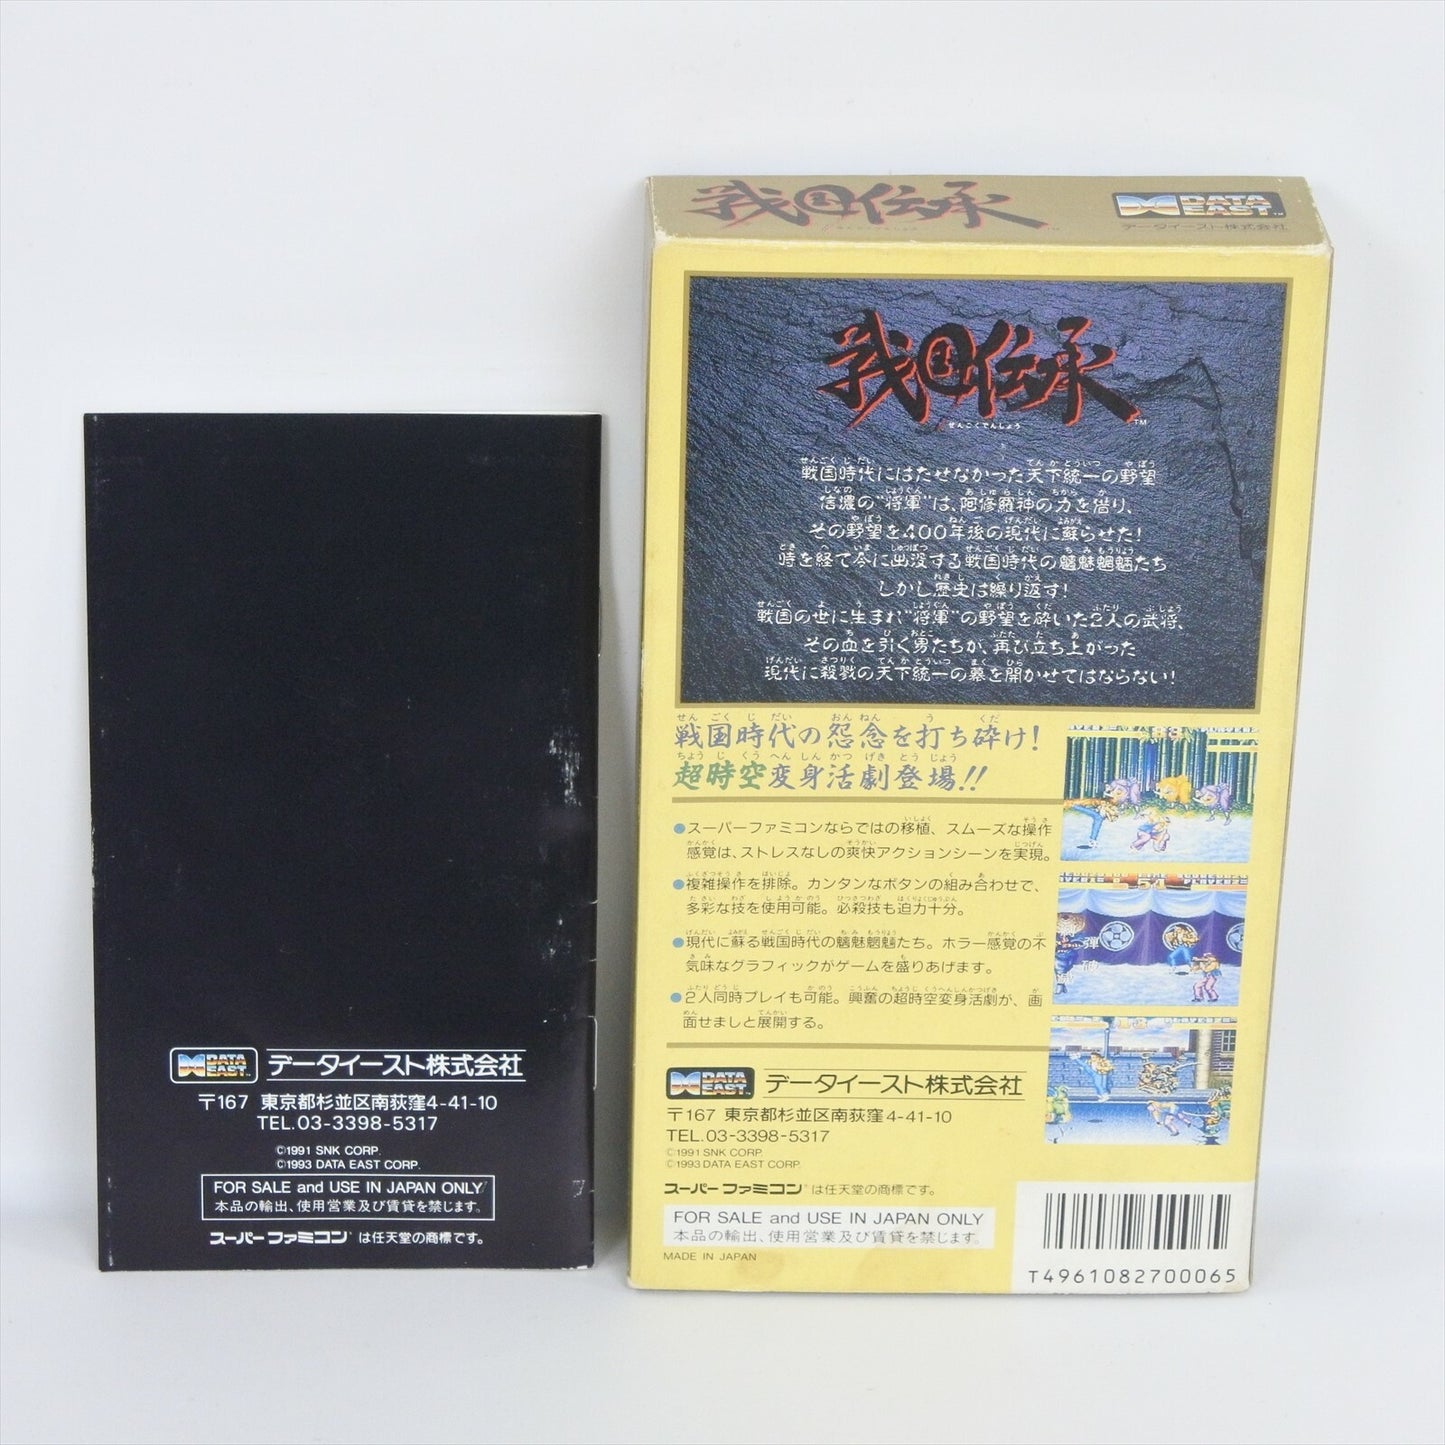 戦国伝承
DATA EAST™
データイースト株式会社
戦国伝承™
せんごくでんしょう
戦国時代にはたせなかった天下統一の野望
信濃の"将軍"は、阿修羅神の力を借り、
その野望を400年後の現代に蘇らせた!
時を経て今に出没する戦国時代の魑魅魍魎たち
しかし歴史は繰り返す!
戦国の世に生まれ"将軍"の野望を砕いた2人の武将、
その血を引く男たちが、再び立ち上がった
現代に殺戮の天下統一の幕を開かせてはならない!
戦国時代の怨念を打ち砕け!
超時空変身活劇登場!!
●スーパーファミコンならではの移植、スムーズな操作
感覚は、ストレスなしの爽快アクションシーンを実現。
●複雑操作を排除。カンタンなボタンの組み合わせで、
多彩な技を使用可能。必殺技も迫力十分。
●現代に蘇る戦国時代の魑魅魍魎たち。ホラー感覚の不
気味なグラフィックがゲームを盛りあげます。
●2人同時プレイも可能。興奮の超時空変身活劇が、画
面せましと展開する。
DATA EAST™ データイースト株式会社
〒167 東京都杉並区南荻窪4-41-10
TEL.03-3398-5317
©1991 SNK CORP.
©1993 DATA EAST CORP.
スーパーファミコン は任天堂の商標です。
FOR SALE and USE IN JAPAN ONLY
本品の輸出、使用営業及び賃貸を禁じます。
MADE IN JAPAN
T4961082700065
DATA EAST™ データイースト株式会社
〒167 東京都杉並区南荻窪4-41-10
TEL.03-3398-5317
©1991 SNK CORP.
©1993 DATA EAST CORP.
FOR SALE and USE IN JAPAN ONLY
本品の輸出、使用営業及び賃貸を禁じます。
スーパーファミコン は任天堂の商標です。